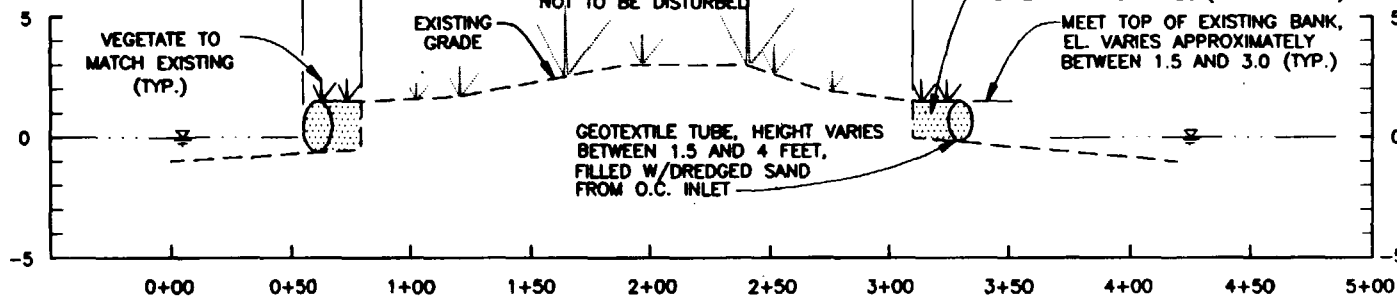 5
NOT TO BE DISTURBED
5
VEGETATE TO
MATCH EXISTING
(TYP.)
EXISTING
GRADE
MEET TOP OF EXISTING BANK,
EL. VARIES APPROXIMATELY
BETWEEN 1.5 AND 3.0 (TYP.)
0
GEOTEXTILE TUBE, HEIGHT VARIES
BETWEEN 1.5 AND 4 FEET,
FILLED W/DREDGED SAND
FROM O.C. INLET
0
-5
-5
0+00 0+50 1+00 1+50 2+00 2+50 3+00 3+50 4+00 4+50 5+00